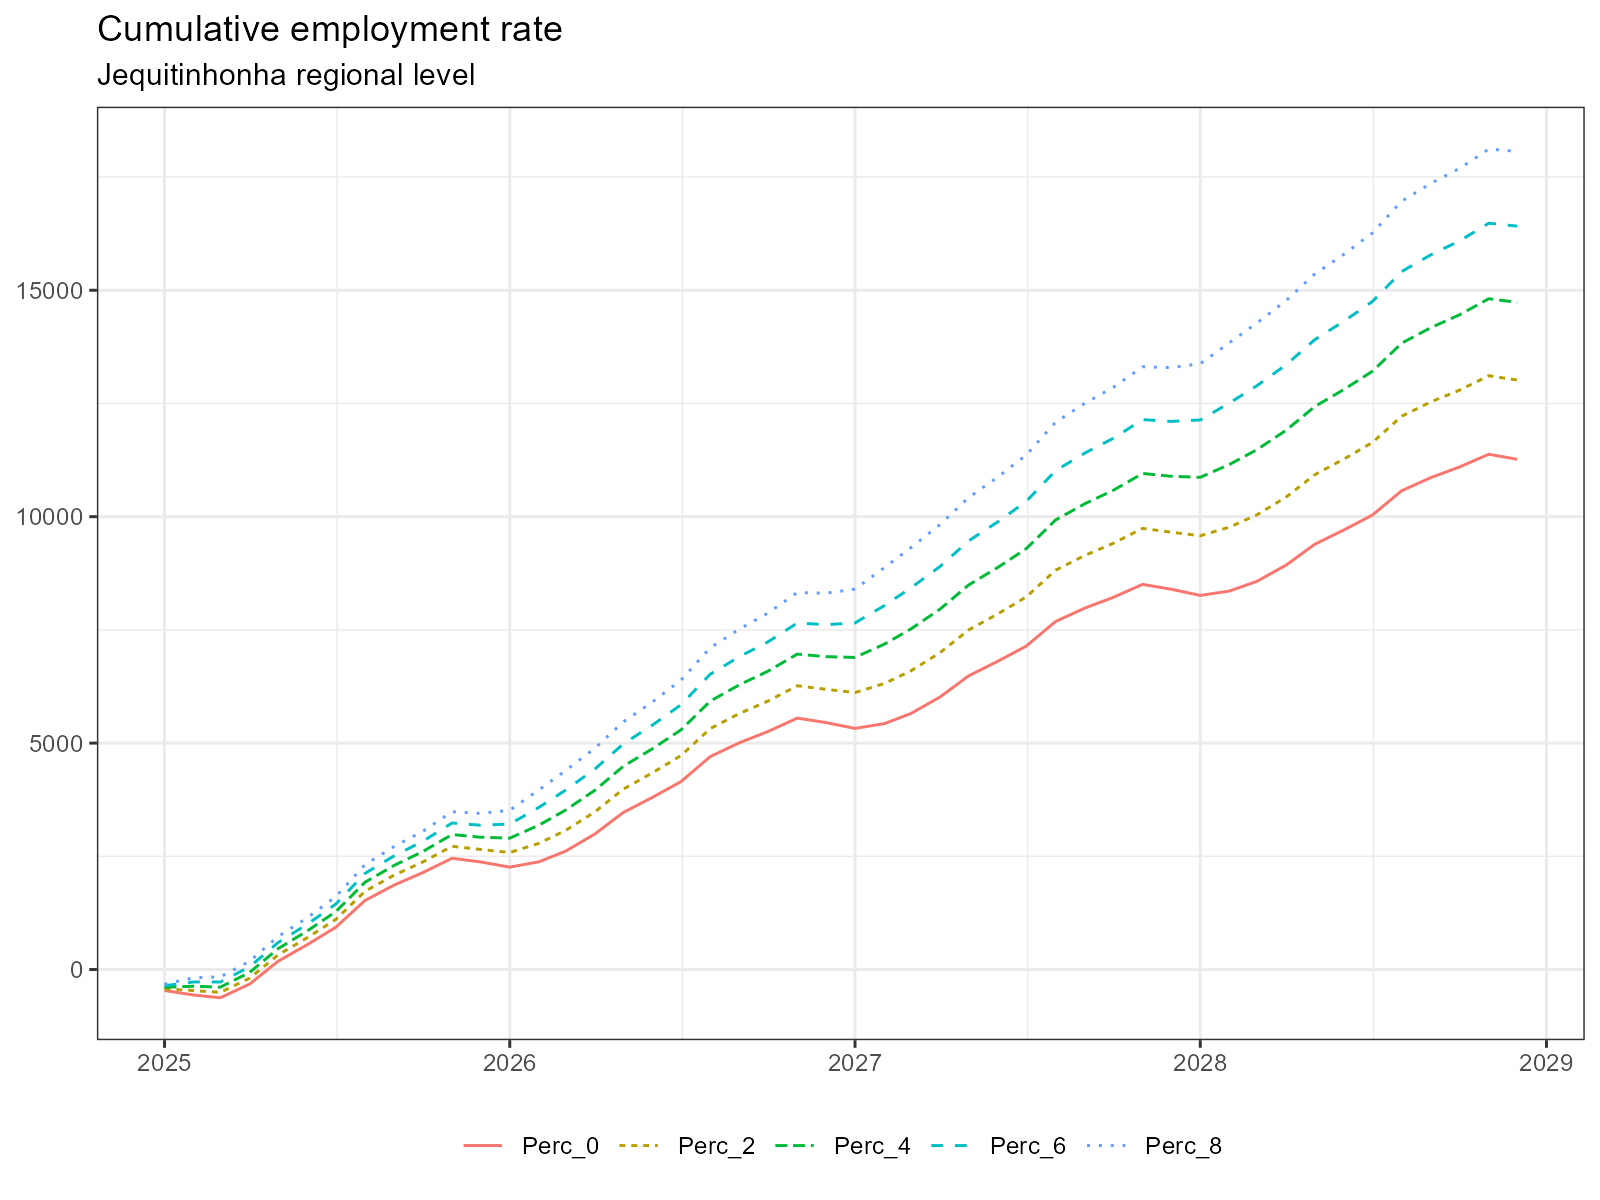 Cumulative employment rate
Jequitinhonha regional level
15000
10000
5000
0
2025 2026 2027 2028 2029
Perc_0 Perc_2 Perc_4 Perc_6 Perc_8